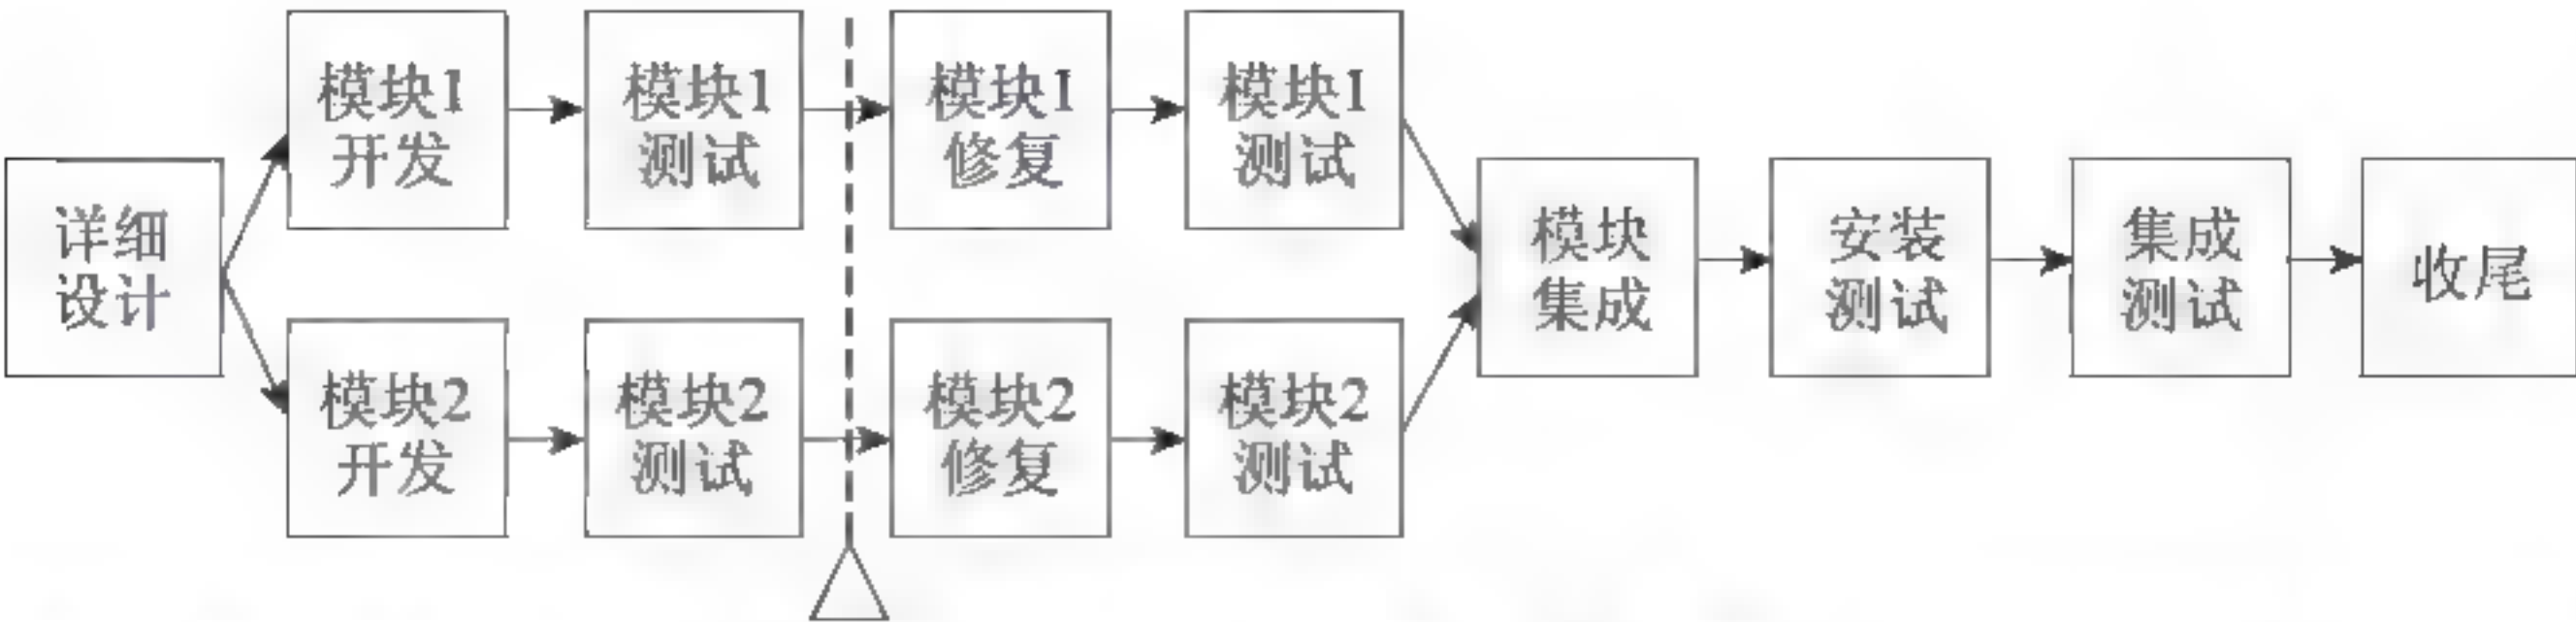 详细
设计
模块1
开发
模块1
测试
模块1
修复
模块1
测试
模块2
开发
模块2
测试
模块2
修复
模块2
测试
模块
集成
安装
测试
集成
测试
收尾